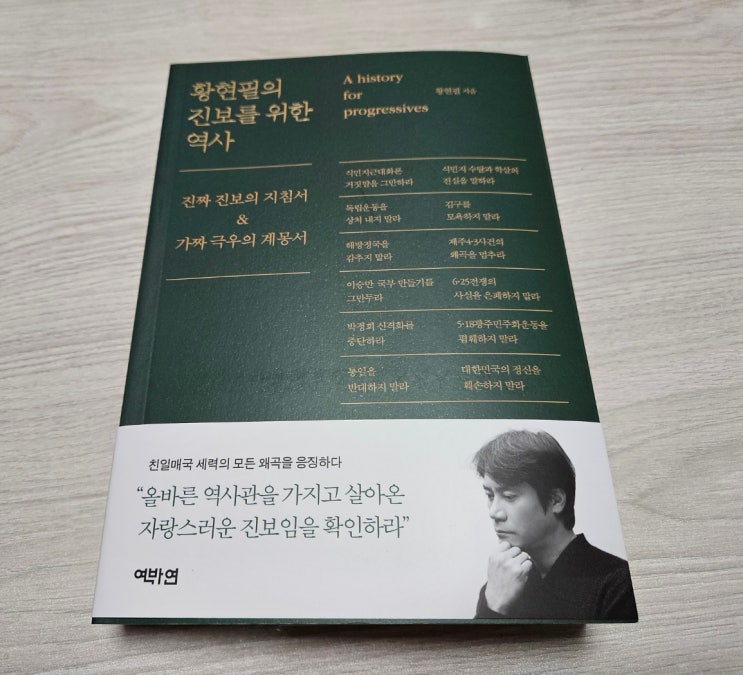 황현필의
진보를 위한
역사
A history
for
progressives
황현필 지음
진짜 진보의 지침서
&
가짜 극우의 계몽서
식민지근대화론
거짓말을 그만하라
식민지 수탈과 학살의
진실을 말하라
독립운동을
상처 내지 말라
김구를
모욕하지 말라
해방정국을
감추지 말라
제주4·3사건의
왜곡을 멈추라
이승만 국부 만들기를
그만두라
6·25전쟁의
사실을 은폐하지 말라
박정희 신격화를
중단하라
5·18광주민주화운동을
폄훼하지 말라
통일을
반대하지 말라
대한민국의 정신을
훼손하지 말라
친일매국 세력의 모든 왜곡을 응징하다
“올바른 역사관을 가지고 살아온
자랑스러운 진보임을 확인하라”
역바연